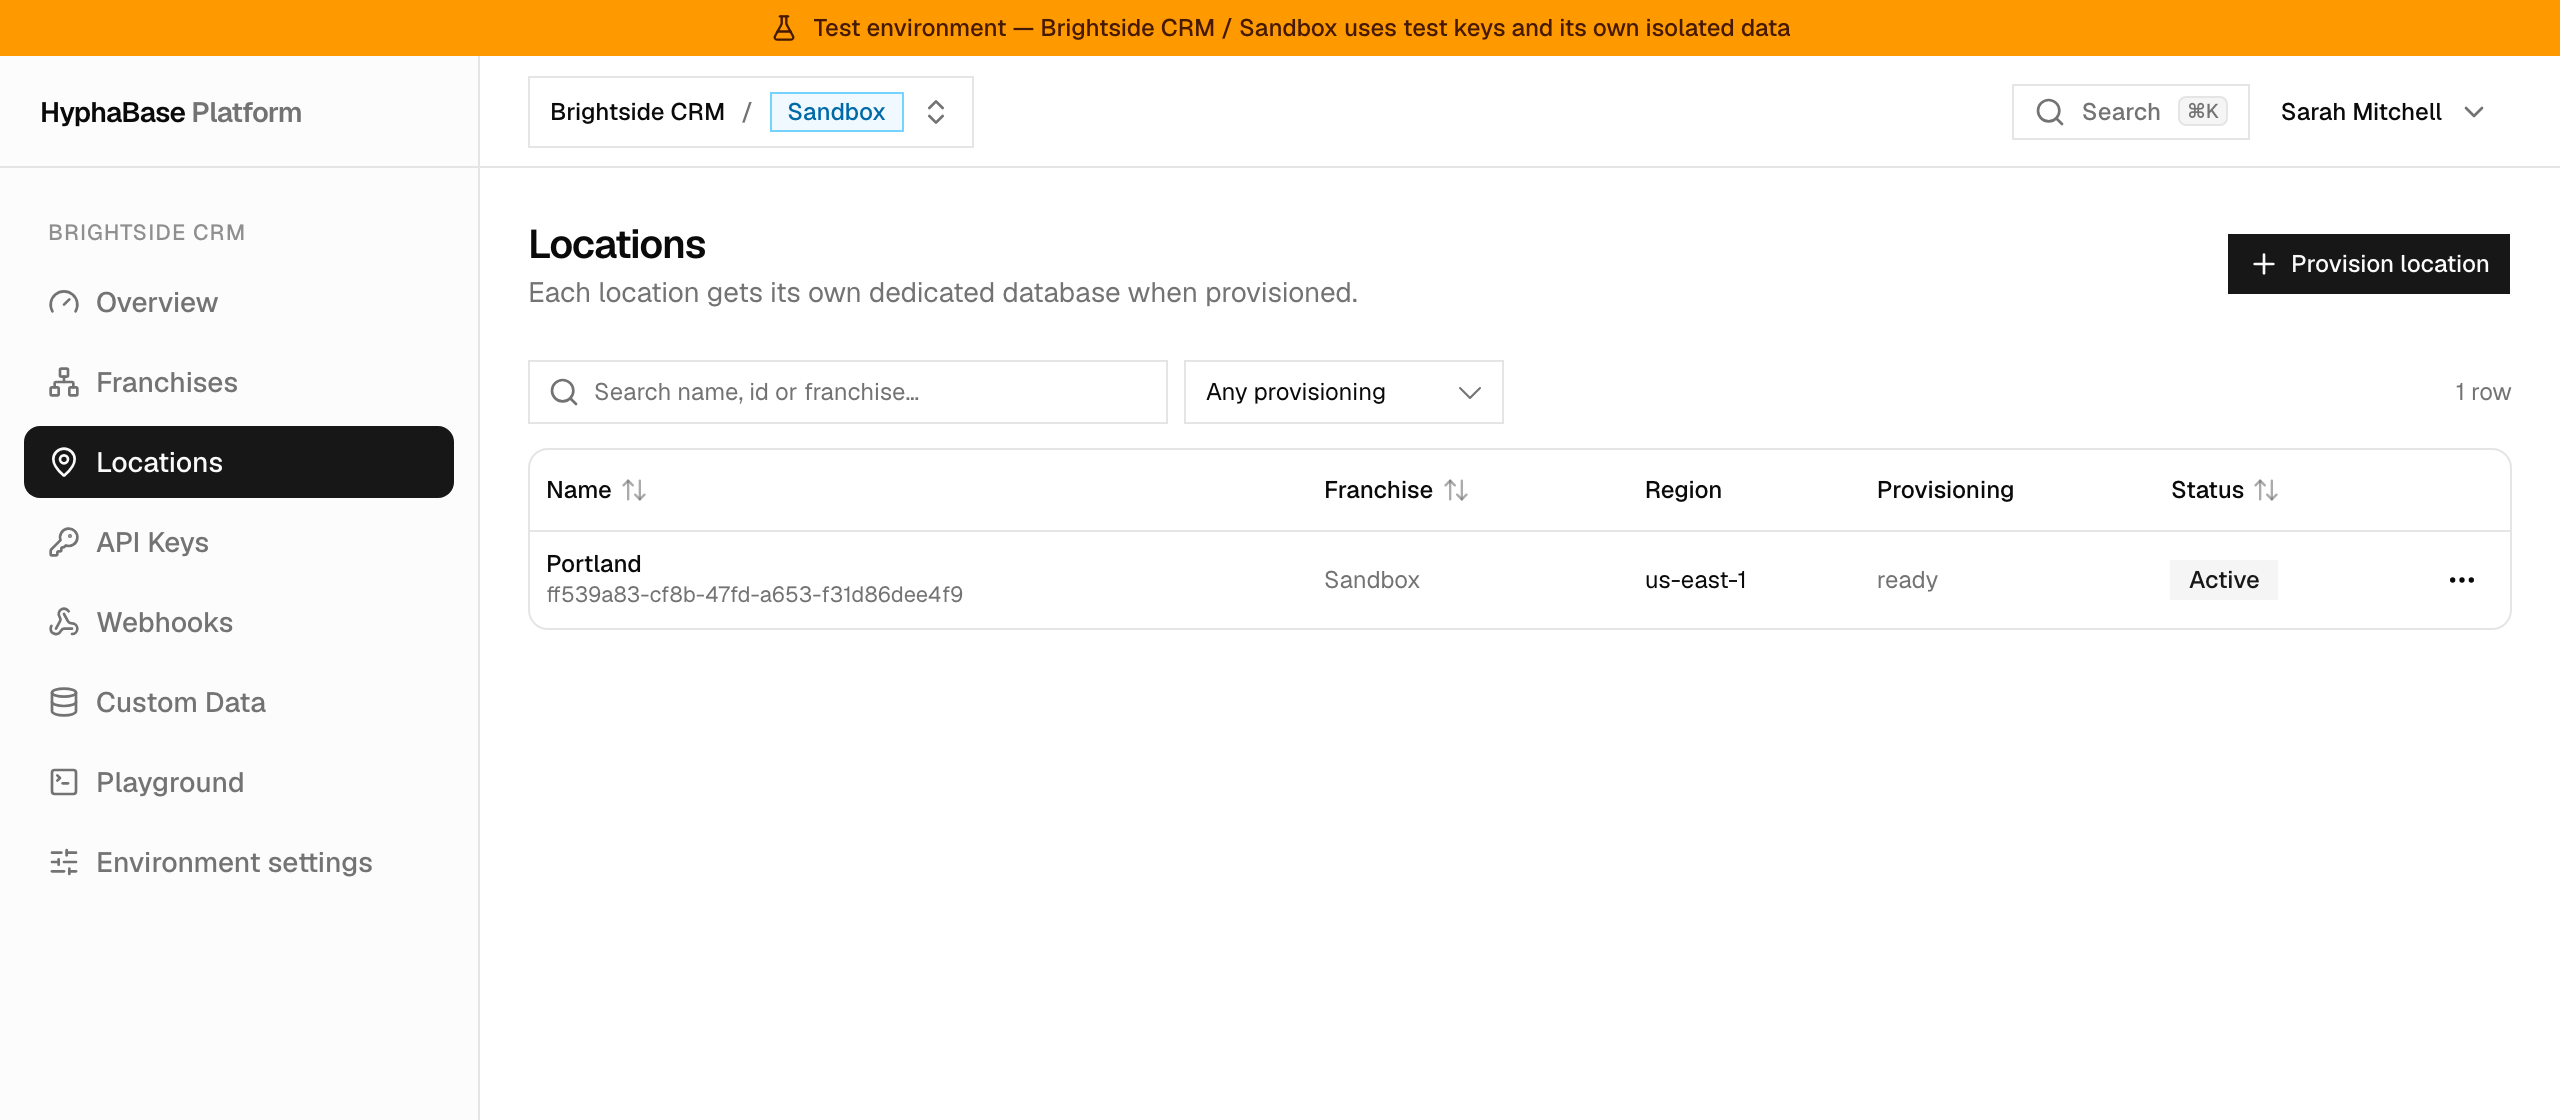 Test environment — Brightside CRM / Sandbox uses test keys and its own isolated data
HyphaBase Platform
Brightside CRM / Sandbox
Search ⌘K
Sarah Mitchell
BRIGHTSIDE CRM
Overview
Franchises
Locations
API Keys
Webhooks
Custom Data
Playground
Environment settings
Locations
Each location gets its own dedicated database when provisioned.
Provision location
Search name, id or franchise...
Any provisioning
1 row
Name Franchise Region Provisioning Status
Portland
ff539a83-cf8b-47fd-a653-f31d86dee4f9
Sandbox us-east-1 ready Active